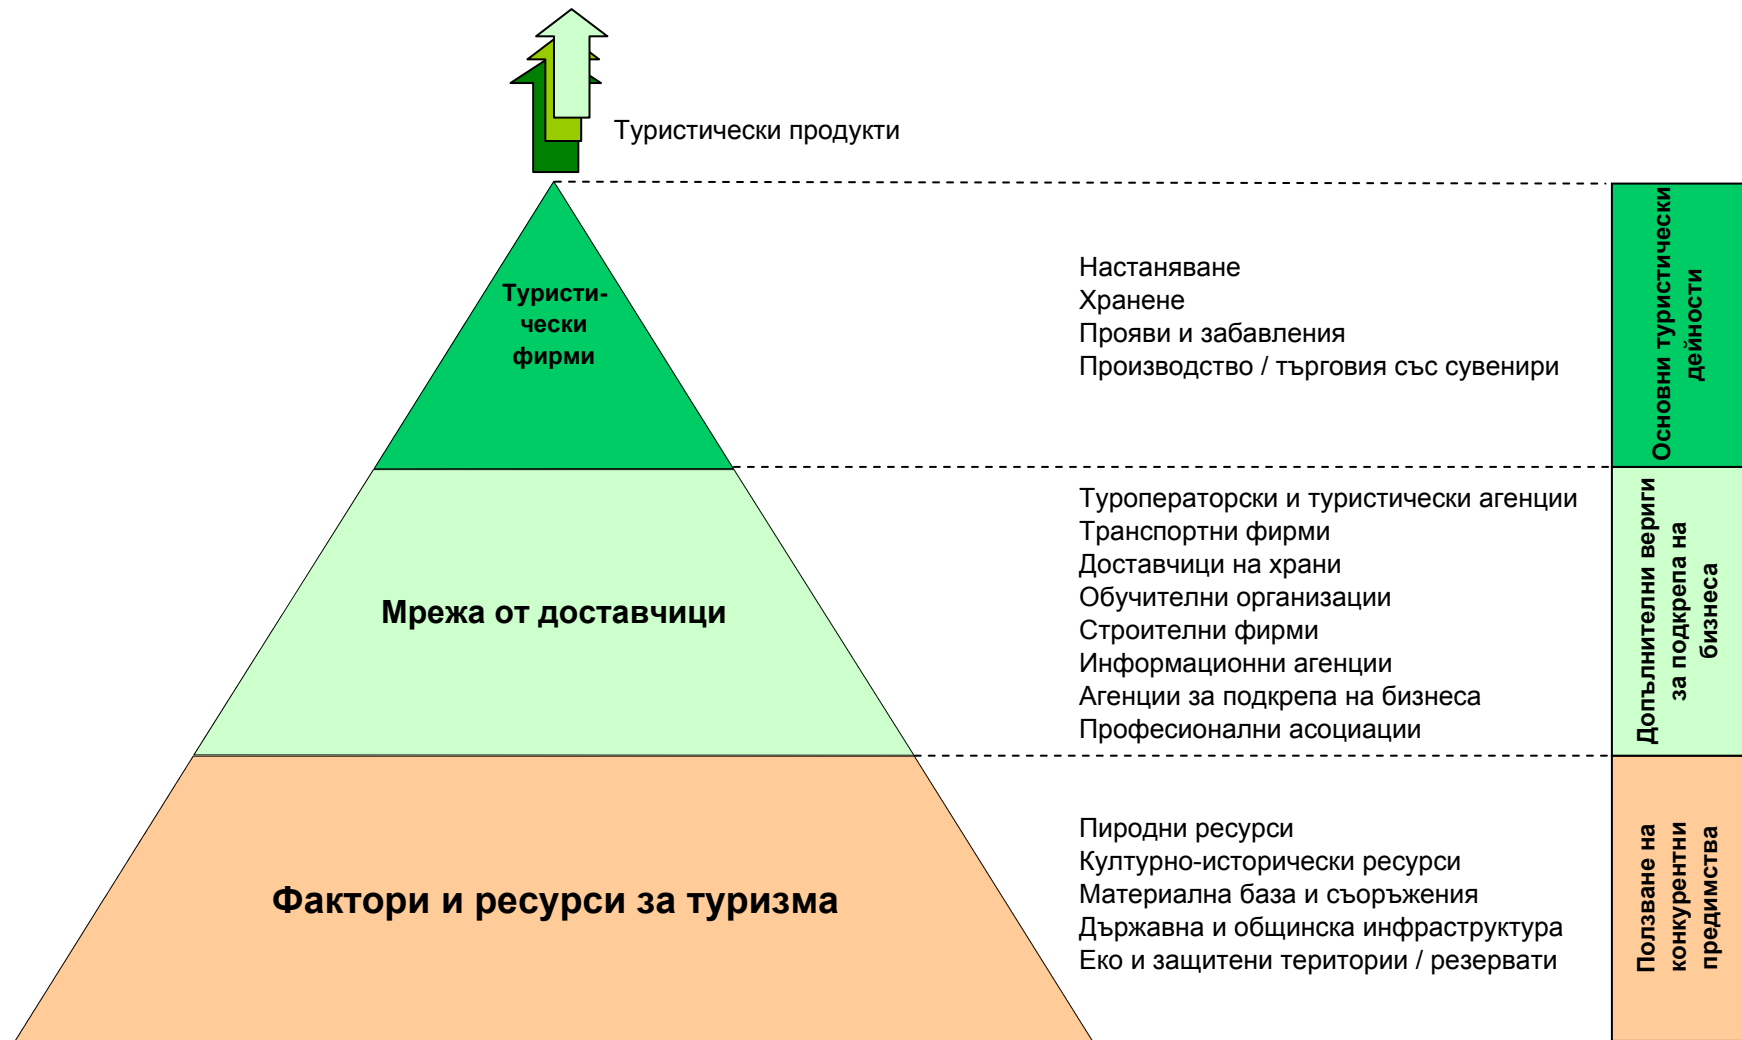 Туристически продукти
Туристи-
чески
фирми
Настаняване
Хранене
Прояви и забавления
Производство / търговия със сувенири
Основни туристически
дейности
Мрежа от доставчици
Туроператорски и туристически агенции
Транспортни фирми
Доставчици на храни
Обучителни организации
Строителни фирми
Информационни агенции
Агенции за подкрепа на бизнеса
Професионални асоциации
Допълнителни вериги
за подкрепа на
бизнеса
Фактори и ресурси за туризма
Пиродни ресурси
Културно-исторически ресурси
Материална база и съоръжения
Държавна и общинска инфраструктура
Еко и защитени територии / резервати
Ползване на
конкурентни
предимства